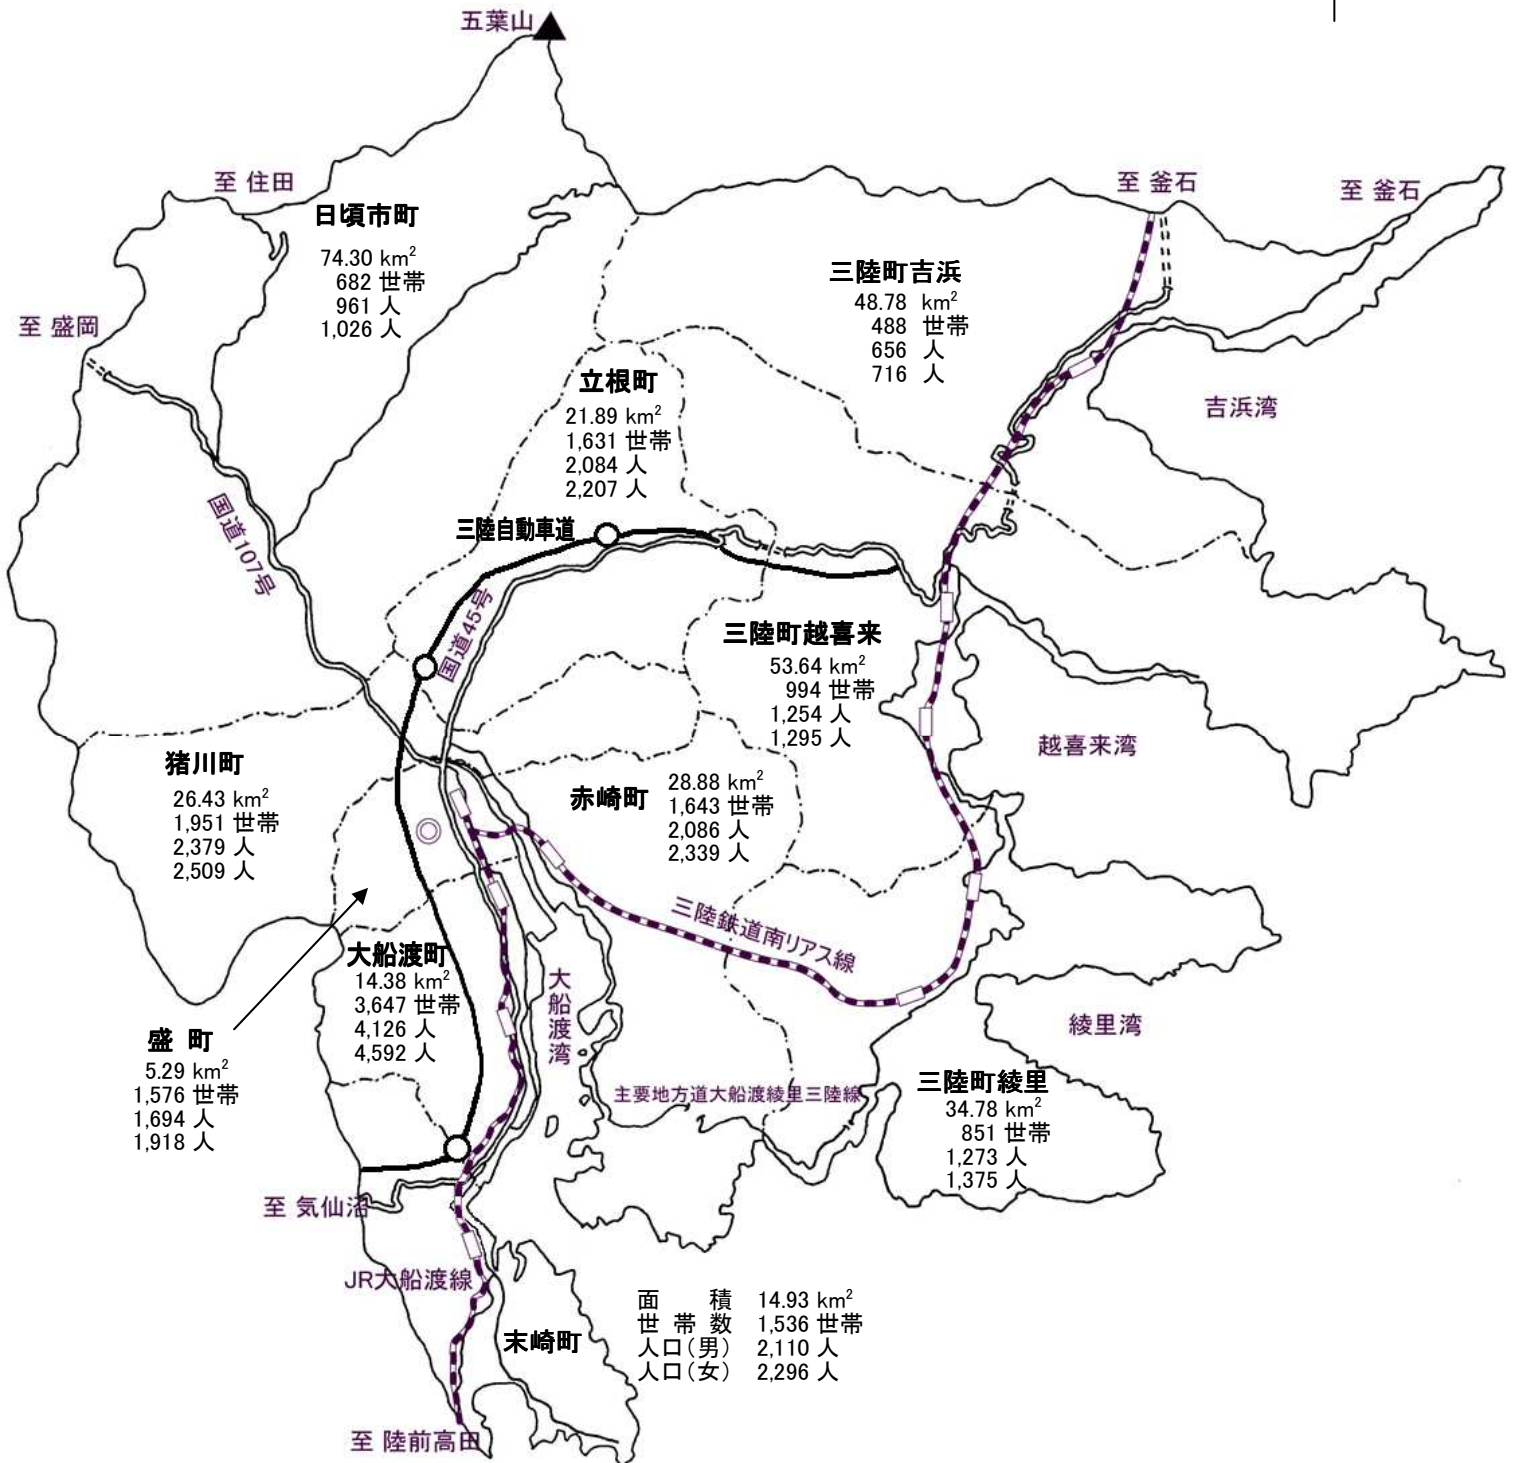 五葉山
至 住田
至 釜石
至 釜石
日頃市町
74.30 km²
682 世帯
961 人
1,026 人
三陸町吉浜
48.78 km²
488 世帯
656 人
716 人
至 盛岡
立根町
21.89 km²
1,631 世帯
2,084 人
2,207 人
吉浜湾
国道107号
三陸自動車道
国道45号
三陸町越喜来
53.64 km²
994 世帯
1,254 人
1,295 人
越喜来湾
猪川町
26.43 km²
1,951 世帯
2,379 人
2,509 人
赤崎町
28.88 km²
1,643 世帯
2,086 人
2,339 人
三陸鉄道南リアス線
大船渡町
14.38 km²
3,647 世帯
4,126 人
4,592 人
大船渡湾
綾里湾
盛 町
5.29 km²
1,576 世帯
1,694 人
1,918 人
主要地方道大船渡綾里三陸線
三陸町綾里
34.78 km²
851 世帯
1,273 人
1,375 人
至 気仙沼
JR大船渡線
末崎町
面 積 14.93 km²
世 帯 数 1,536 世帯
人口(男) 2,110 人
人口(女) 2,296 人
至 陸前高田